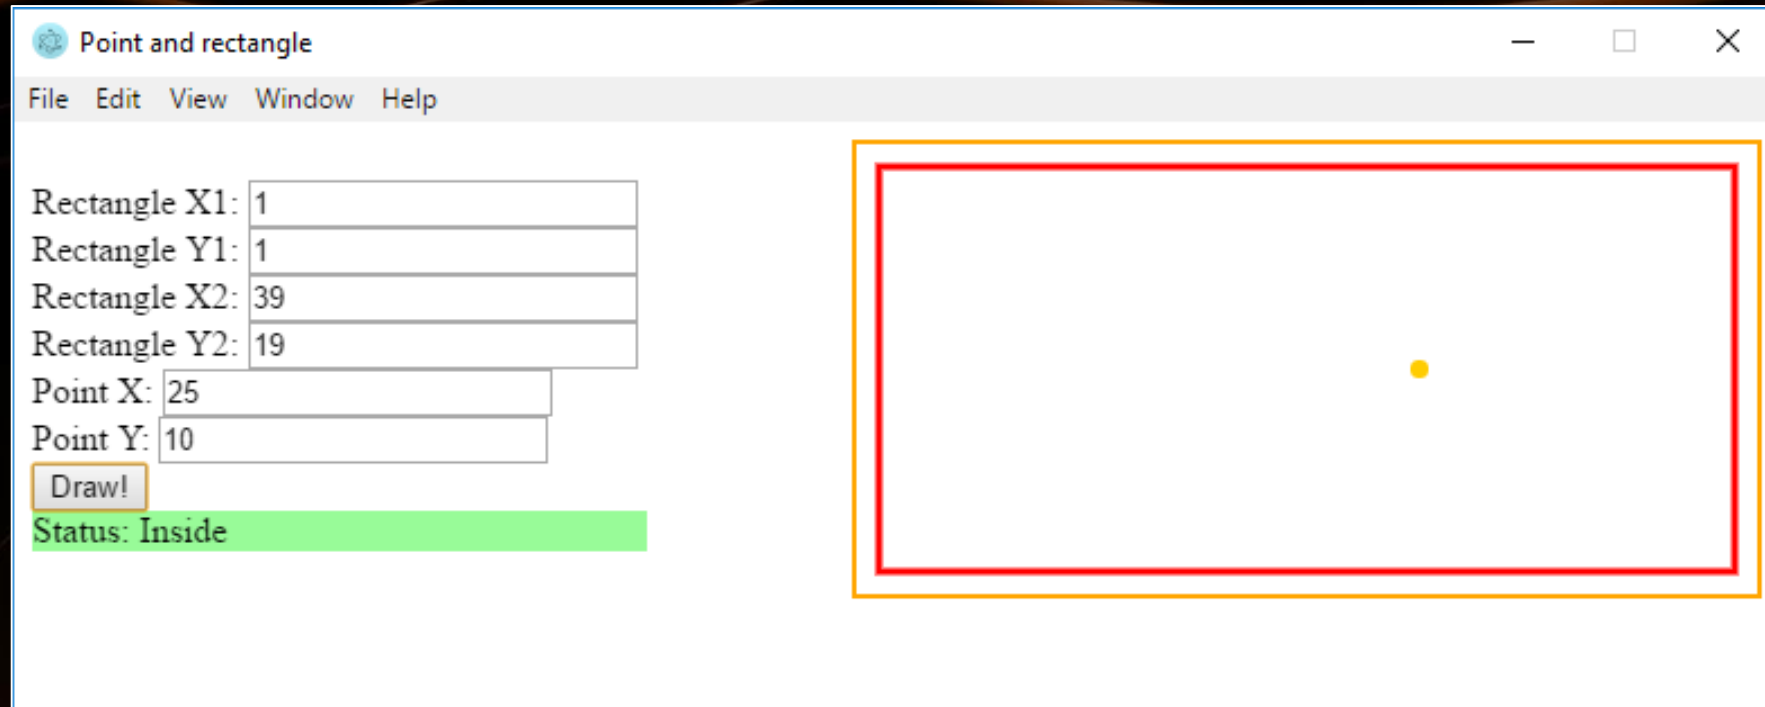 Point and rectangle
File Edit View Window Help
Rectangle X1: 1
Rectangle Y1: 1
Rectangle X2: 39
Rectangle Y2: 19
Point X: 25
Point Y: 10
Draw!
Status: Inside